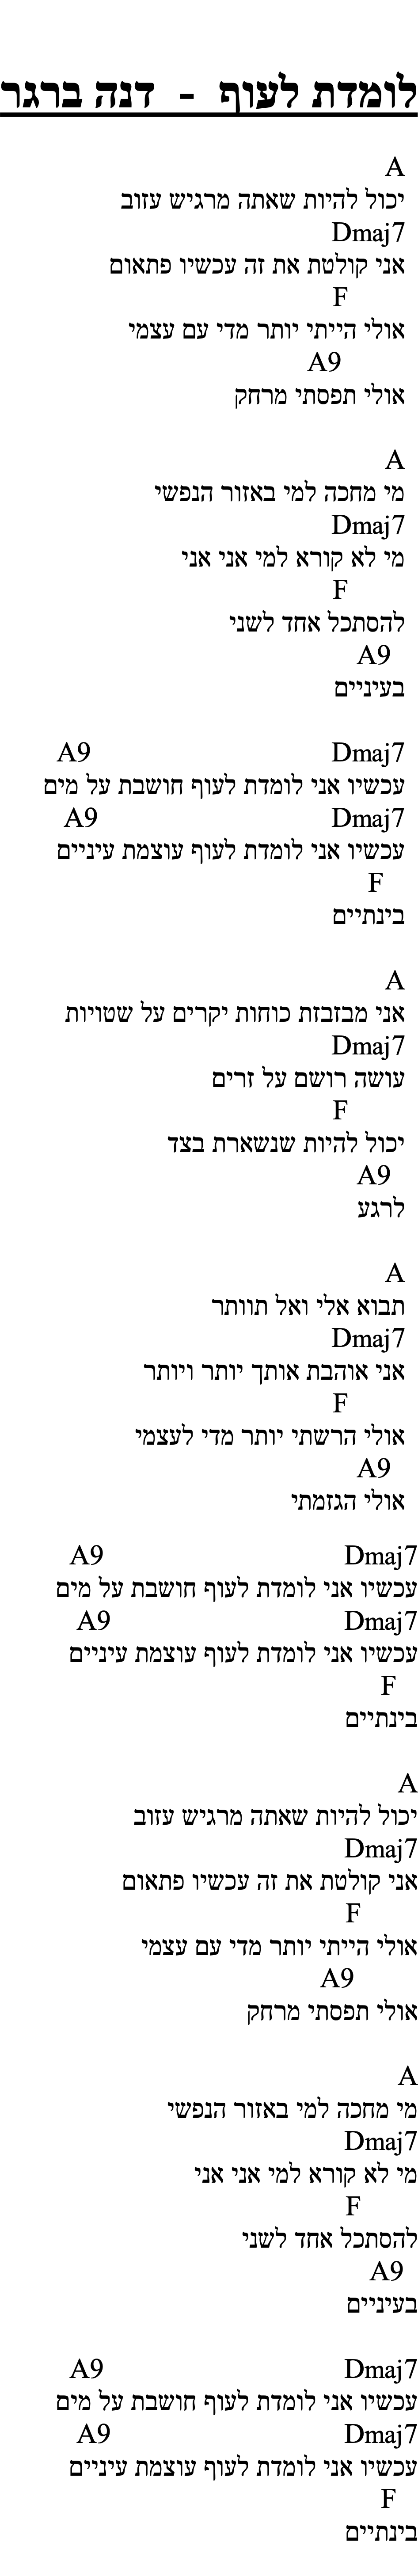 לומדת לעוף - דנה ברגר
A
יכול להיות שאתה מרגיש עזוב
Dmaj7
אני קולטת את זה עכשיו פתאום
F
אולי הייתי יותר מדי עם עצמי
A9
אולי תפסתי מרחק
A
מי מחכה למי באזור הנפשי
Dmaj7
מי לא קורא למי אני אני
F
להסתכל אחד לשני
A9
בעיניים
Dmaj7 A9
עכשיו אני לומדת לעוף חושבת על מים
Dmaj7 A9
עכשיו אני לומדת לעוף עוצמת עיניים
F
בינתיים
A
אני מבזבזת כוחות יקרים על שטויות
Dmaj7
עושה רושם על זרים
F
יכול להיות שנשארת בצד
A9
לרגע
A
תבוא אלי ואל תוותר
Dmaj7
אני אוהבת אותך יותר ויותר
F
אולי הרשתי יותר מדי לעצמי
A9
אולי הגזמתי
Dmaj7 A9
עכשיו אני לומדת לעוף חושבת על מים
Dmaj7 A9
עכשיו אני לומדת לעוף עוצמת עיניים
F
בינתיים
A
יכול להיות שאתה מרגיש עזוב
Dmaj7
אני קולטת את זה עכשיו פתאום
F
אולי הייתי יותר מדי עם עצמי
A9
אולי תפסתי מרחק
A
מי מחכה למי באזור הנפשי
Dmaj7
מי לא קורא למי אני אני
F
להסתכל אחד לשני
A9
בעיניים
Dmaj7 A9
עכשיו אני לומדת לעוף חושבת על מים
Dmaj7 A9
עכשיו אני לומדת לעוף עוצמת עיניים
F
בינתיים